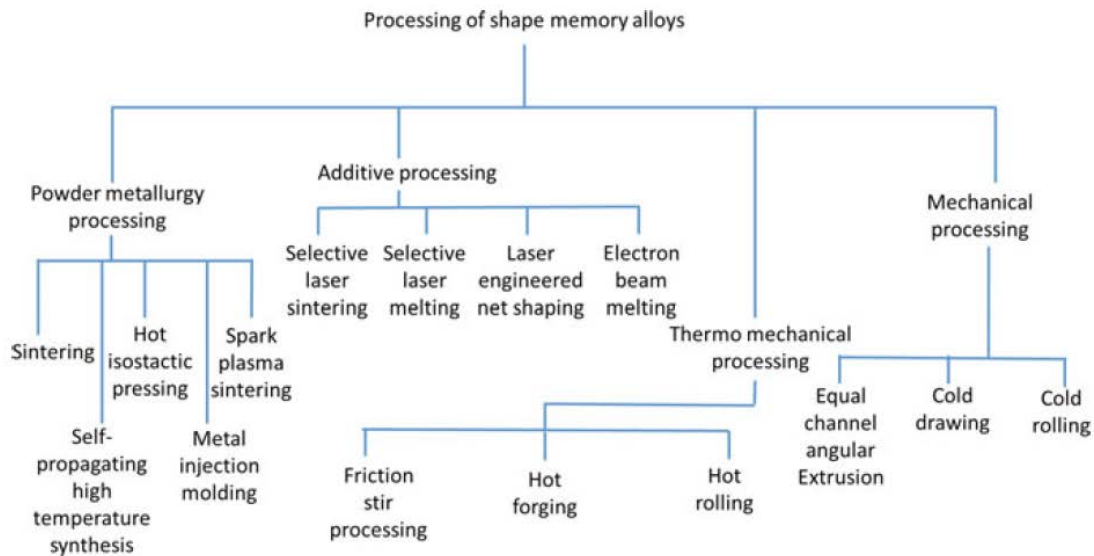 Processing of shape memory alloys
Powder metallurgy
processing
Additive processing
Thermo mechanical
processing
Mechanical
processing
Sintering
Self-
propagating
high
temperature
synthesis
Hot
isostactic
pressing
Metal
injection
molding
Spark
plasma
sintering
Selective
laser
sintering
Selective
laser
melting
Laser
engineered
net shaping
Electron
beam
melting
Friction
stir
processing
Hot
forging
Hot
rolling
Equal
channel
angular
Extrusion
Cold
drawing
Cold
rolling